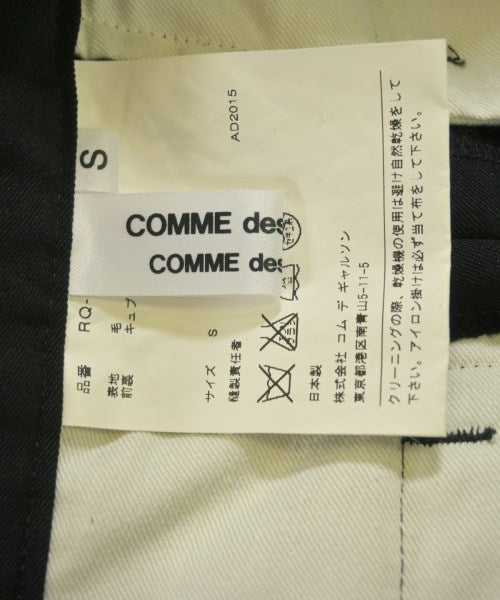 COMME des
COMME des
S
AD2015
品番 RQ-
表地 毛
前裏 キュプ
サイズ S
縫製責任者
日本製
株式会社 コム デ ギャルソン
東京都港区南青山5-11-5
クリーニングの際、乾燥機の使用は避け自然乾燥をして
下さい。アイロン掛けは必ず当て布をして下さい。